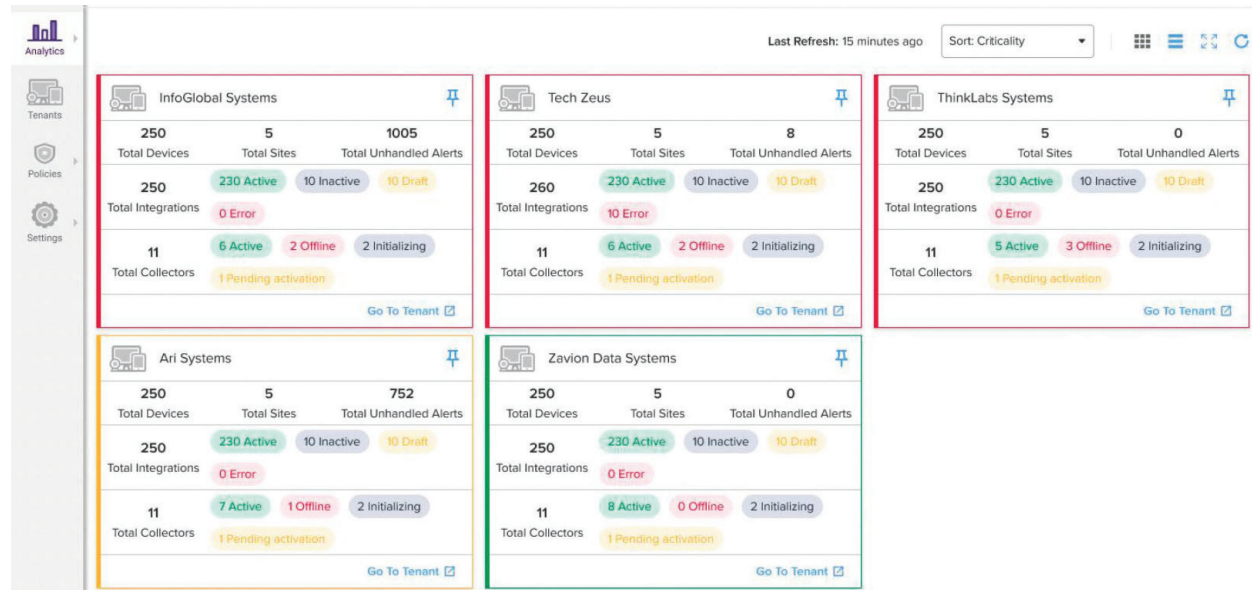 Last Refresh: 15 minutes ago Sort: Criticality
Analytics
Tenants
Policies
Settings
InfoGlobal Systems
250 5 1005
Total Devices Total Sites Total Unhandled Alerts
250 230 Active 10 Inactive 10 Draft
Total Integrations 0 Error
11 6 Active 2 Offline 2 Initializing
Total Collectors 1 Pending activation
Go To Tenant
Tech Zeus
250 5 8
Total Devices Total Sites Total Unhandled Alerts
260 230 Active 10 Inactive 10 Draft
Total Integrations 10 Error
11 6 Active 2 Offline 2 Initializing
Total Collectors 1 Pending activation
Go To Tenant
ThinkLabs Systems
250 5 0
Total Devices Total Sites Total Unhandled Alerts
250 230 Active 10 Inactive 10 Draft
Total Integrations 0 Error
11 5 Active 3 Offline 2 Initializing
Total Collectors 1 Pending activation
Go To Tenant
Ari Systems
250 5 752
Total Devices Total Sites Total Unhandled Alerts
250 230 Active 10 Inactive 10 Draft
Total Integrations 0 Error
11 7 Active 1 Offline 2 Initializing
Total Collectors 1 Pending activation
Go To Tenant
Zavion Data Systems
250 5 0
Total Devices Total Sites Total Unhandled Alerts
250 230 Active 10 Inactive 10 Draft
Total Integrations 0 Error
11 8 Active 0 Offline 2 Initializing
Total Collectors 1 Pending activation
Go To Tenant